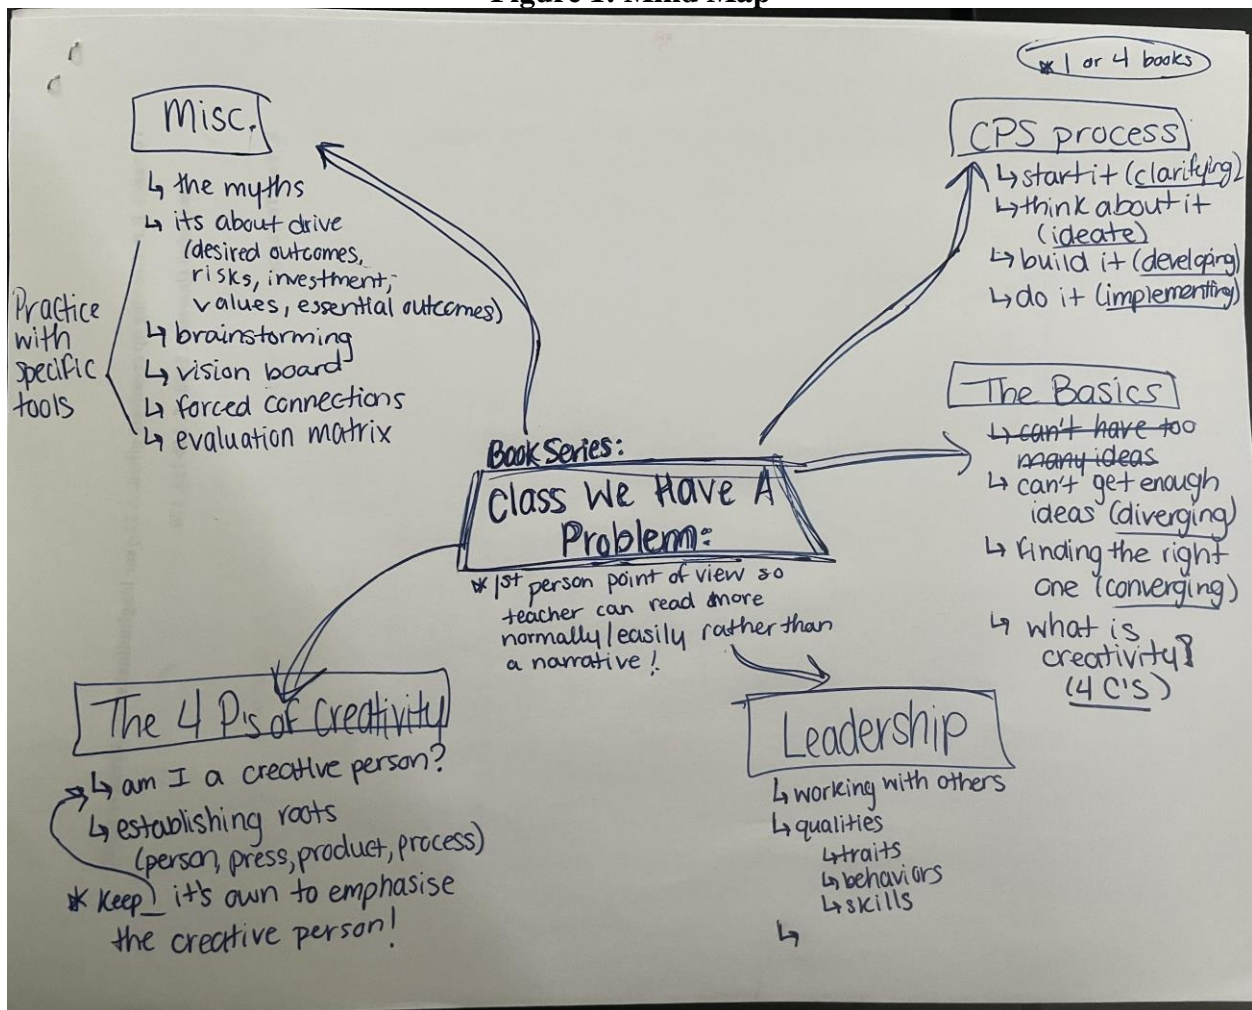 Figure 1: Mind Map
* 1 or 4 books
Misc.
↳ the myths
↳ its about drive
(desired outcomes,
risks, investment,
values, essential outcomes)
↳ brainstorming
↳ vision board
↳ forced connections
↳ evaluation matrix
Practice
with
specific
tools
CPS process
↳ start it (clarifying)
↳ think about it
(ideate)
↳ build it (developing)
↳ do it (implementing)
The Basics
↳ can't have too
many ideas
↳ can't get enough
ideas (diverging)
↳ finding the right
one (converging)
↳ what is
creativity?
(4 C's)
Book Series:
Class We Have A
Problem:
* 1st person point of view so
teacher can read more
normally/easily rather than
a narrative!
The 4 P's of Creativity
↳ am I a creative person?
↳ establishing roots
(person, press, product, process)
* Keep it's own to emphasise
the creative person!
Leadership
↳ working with others
↳ qualities
↳ traits
↳ behaviors
↳ skills
↳